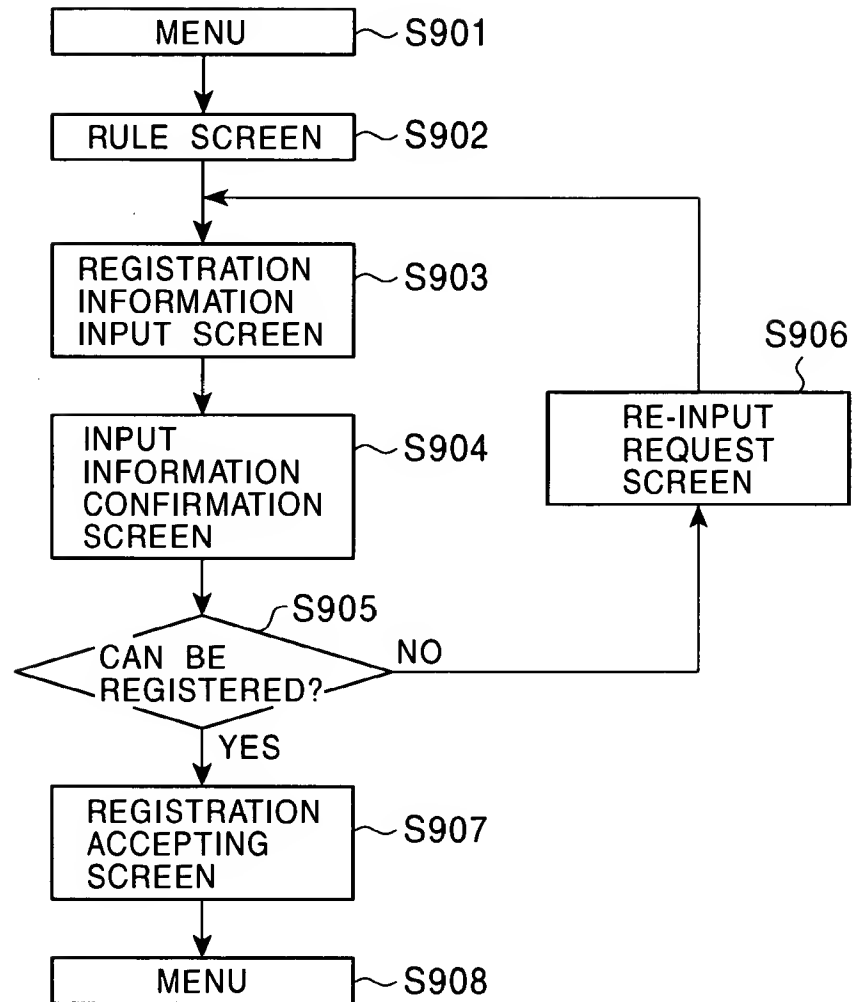 MENU
S901
RULE SCREEN
S902
REGISTRATION
INFORMATION
INPUT SCREEN
S903
S906
RE-INPUT
REQUEST
SCREEN
INPUT
INFORMATION
CONFIRMATION
SCREEN
S904
S905
CAN BE
REGISTERED?
NO
YES
REGISTRATION
ACCEPTING
SCREEN
S907
MENU
S908